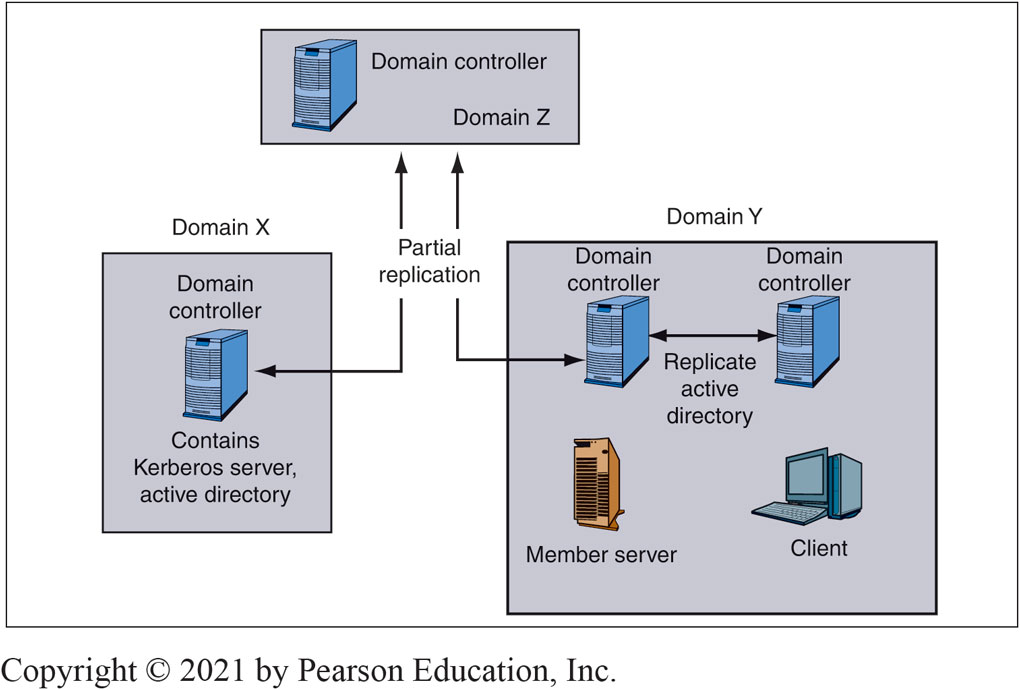 Domain controller
Domain Z
Domain X
Domain Y
Partial
replication
Domain
controller
Contains
Kerberos server,
active directory
Domain
controller
Domain
controller
Replicate
active
directory
Member server
Client
Copyright © 2021 by Pearson Education, Inc.